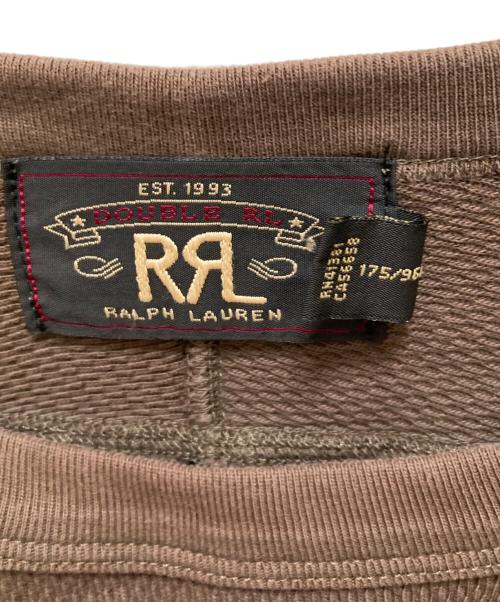 EST. 1993
DOUBLE RL
RRL
RALPH LAUREN
RN41381
CA56658
175/96